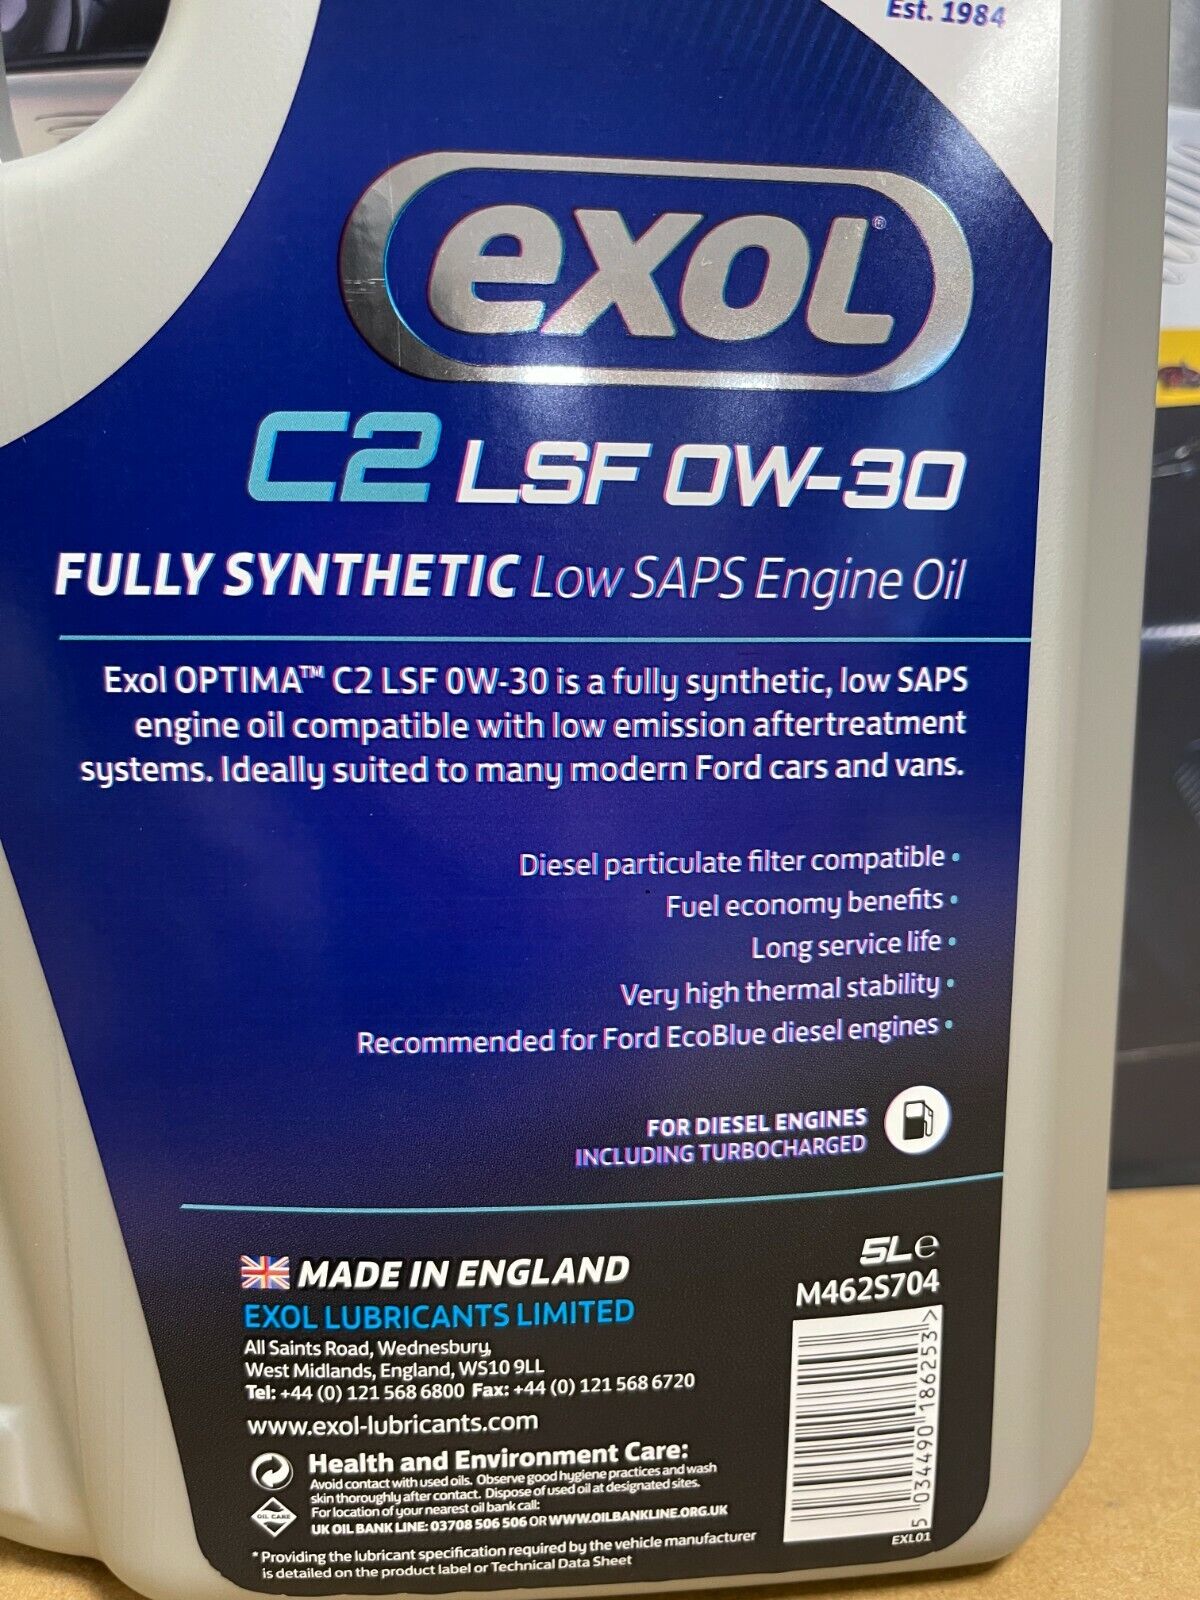 Est. 1984
exol®
C2 LSF 0W-30
FULLY SYNTHETIC Low SAPS Engine Oil
Exol OPTIMA™ C2 LSF 0W-30 is a fully synthetic, low SAPS
engine oil compatible with low emission aftertreatment
systems. Ideally suited to many modern Ford cars and vans.
Diesel particulate filter compatible •
Fuel economy benefits •
Long service life •
Very high thermal stability •
Recommended for Ford EcoBlue diesel engines •
FOR DIESEL ENGINES
INCLUDING TURBOCHARGED
5Le
M462S704
MADE IN ENGLAND
EXOL LUBRICANTS LIMITED
All Saints Road, Wednesbury,
West Midlands, England, WS10 9LL
Tel: +44 (0) 121 568 6800 Fax: +44 (0) 121 568 6720
www.exol-lubricants.com
Health and Environment Care:
Avoid contact with used oils. Observe good hygiene practices and wash
skin thoroughly after contact. Dispose of used oil at designated sites.
For location of your nearest oil bank call:
UK OIL BANK LINE: 03708 506 506 OR WWW.OILBANKLINE.ORG.UK
OIL CARE
* Providing the lubricant specification required by the vehicle manufacturer
is detailed on the product label or Technical Data Sheet
5 034490 186253 >
EXL01